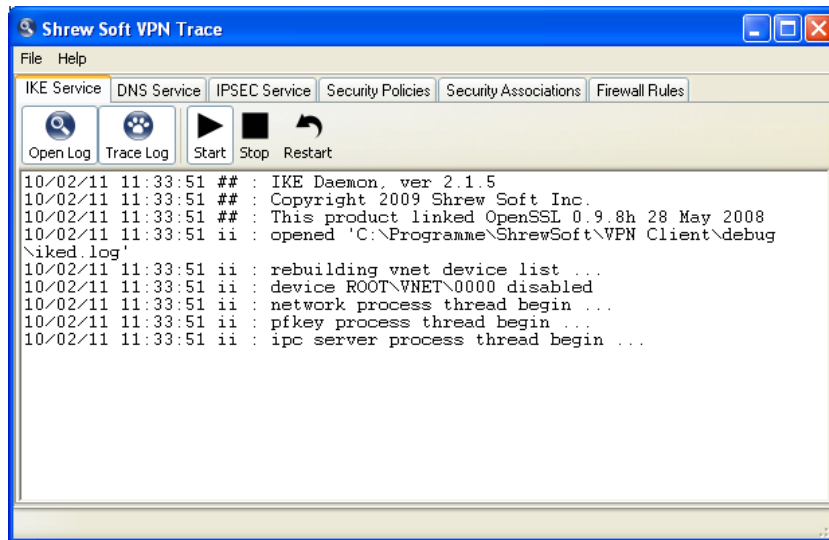 Shrew Soft VPN Trace
File Help
IKE Service DNS Service IPSEC Service Security Policies Security Associations Firewall Rules
Open Log Trace Log Start Stop Restart
10/02/11 11:33:51 ## : IKE Daemon, ver 2.1.5
10/02/11 11:33:51 ## : Copyright 2009 Shrew Soft Inc.
10/02/11 11:33:51 ## : This product linked OpenSSL 0.9.8h 28 May 2008
10/02/11 11:33:51 ii : opened 'C:\Programme\ShrewSoft\VPN Client\debug
\iked.log'
10/02/11 11:33:51 ii : rebuilding vnet device list ...
10/02/11 11:33:51 ii : device ROOT\VNET\0000 disabled
10/02/11 11:33:51 ii : network process thread begin ...
10/02/11 11:33:51 ii : pfkey process thread begin ...
10/02/11 11:33:51 ii : ipc server process thread begin ...